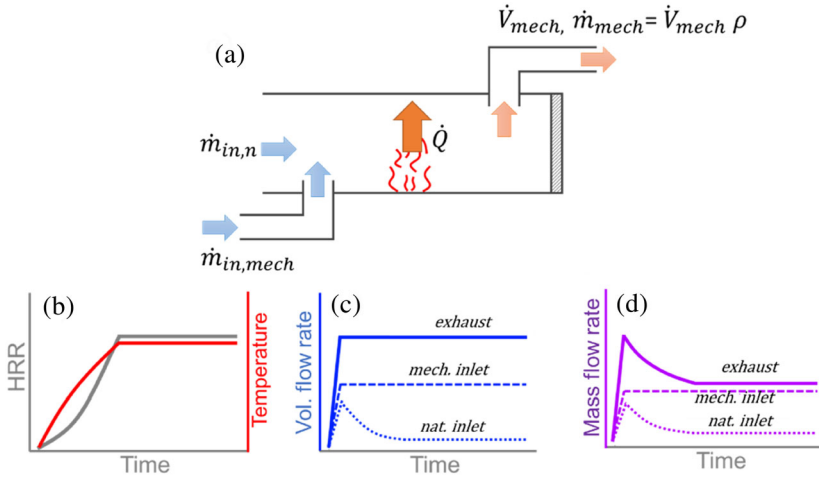 V̇mech, ṁmech= V̇mech ρ
(a)
ṁin,n
Q̇
ṁin,mech
(b)
HRR
Temperature
Time
(c)
Vol. flow rate
exhaust
mech. inlet
nat. inlet
Time
(d)
Mass flow rate
exhaust
mech. inlet
nat. inlet
Time